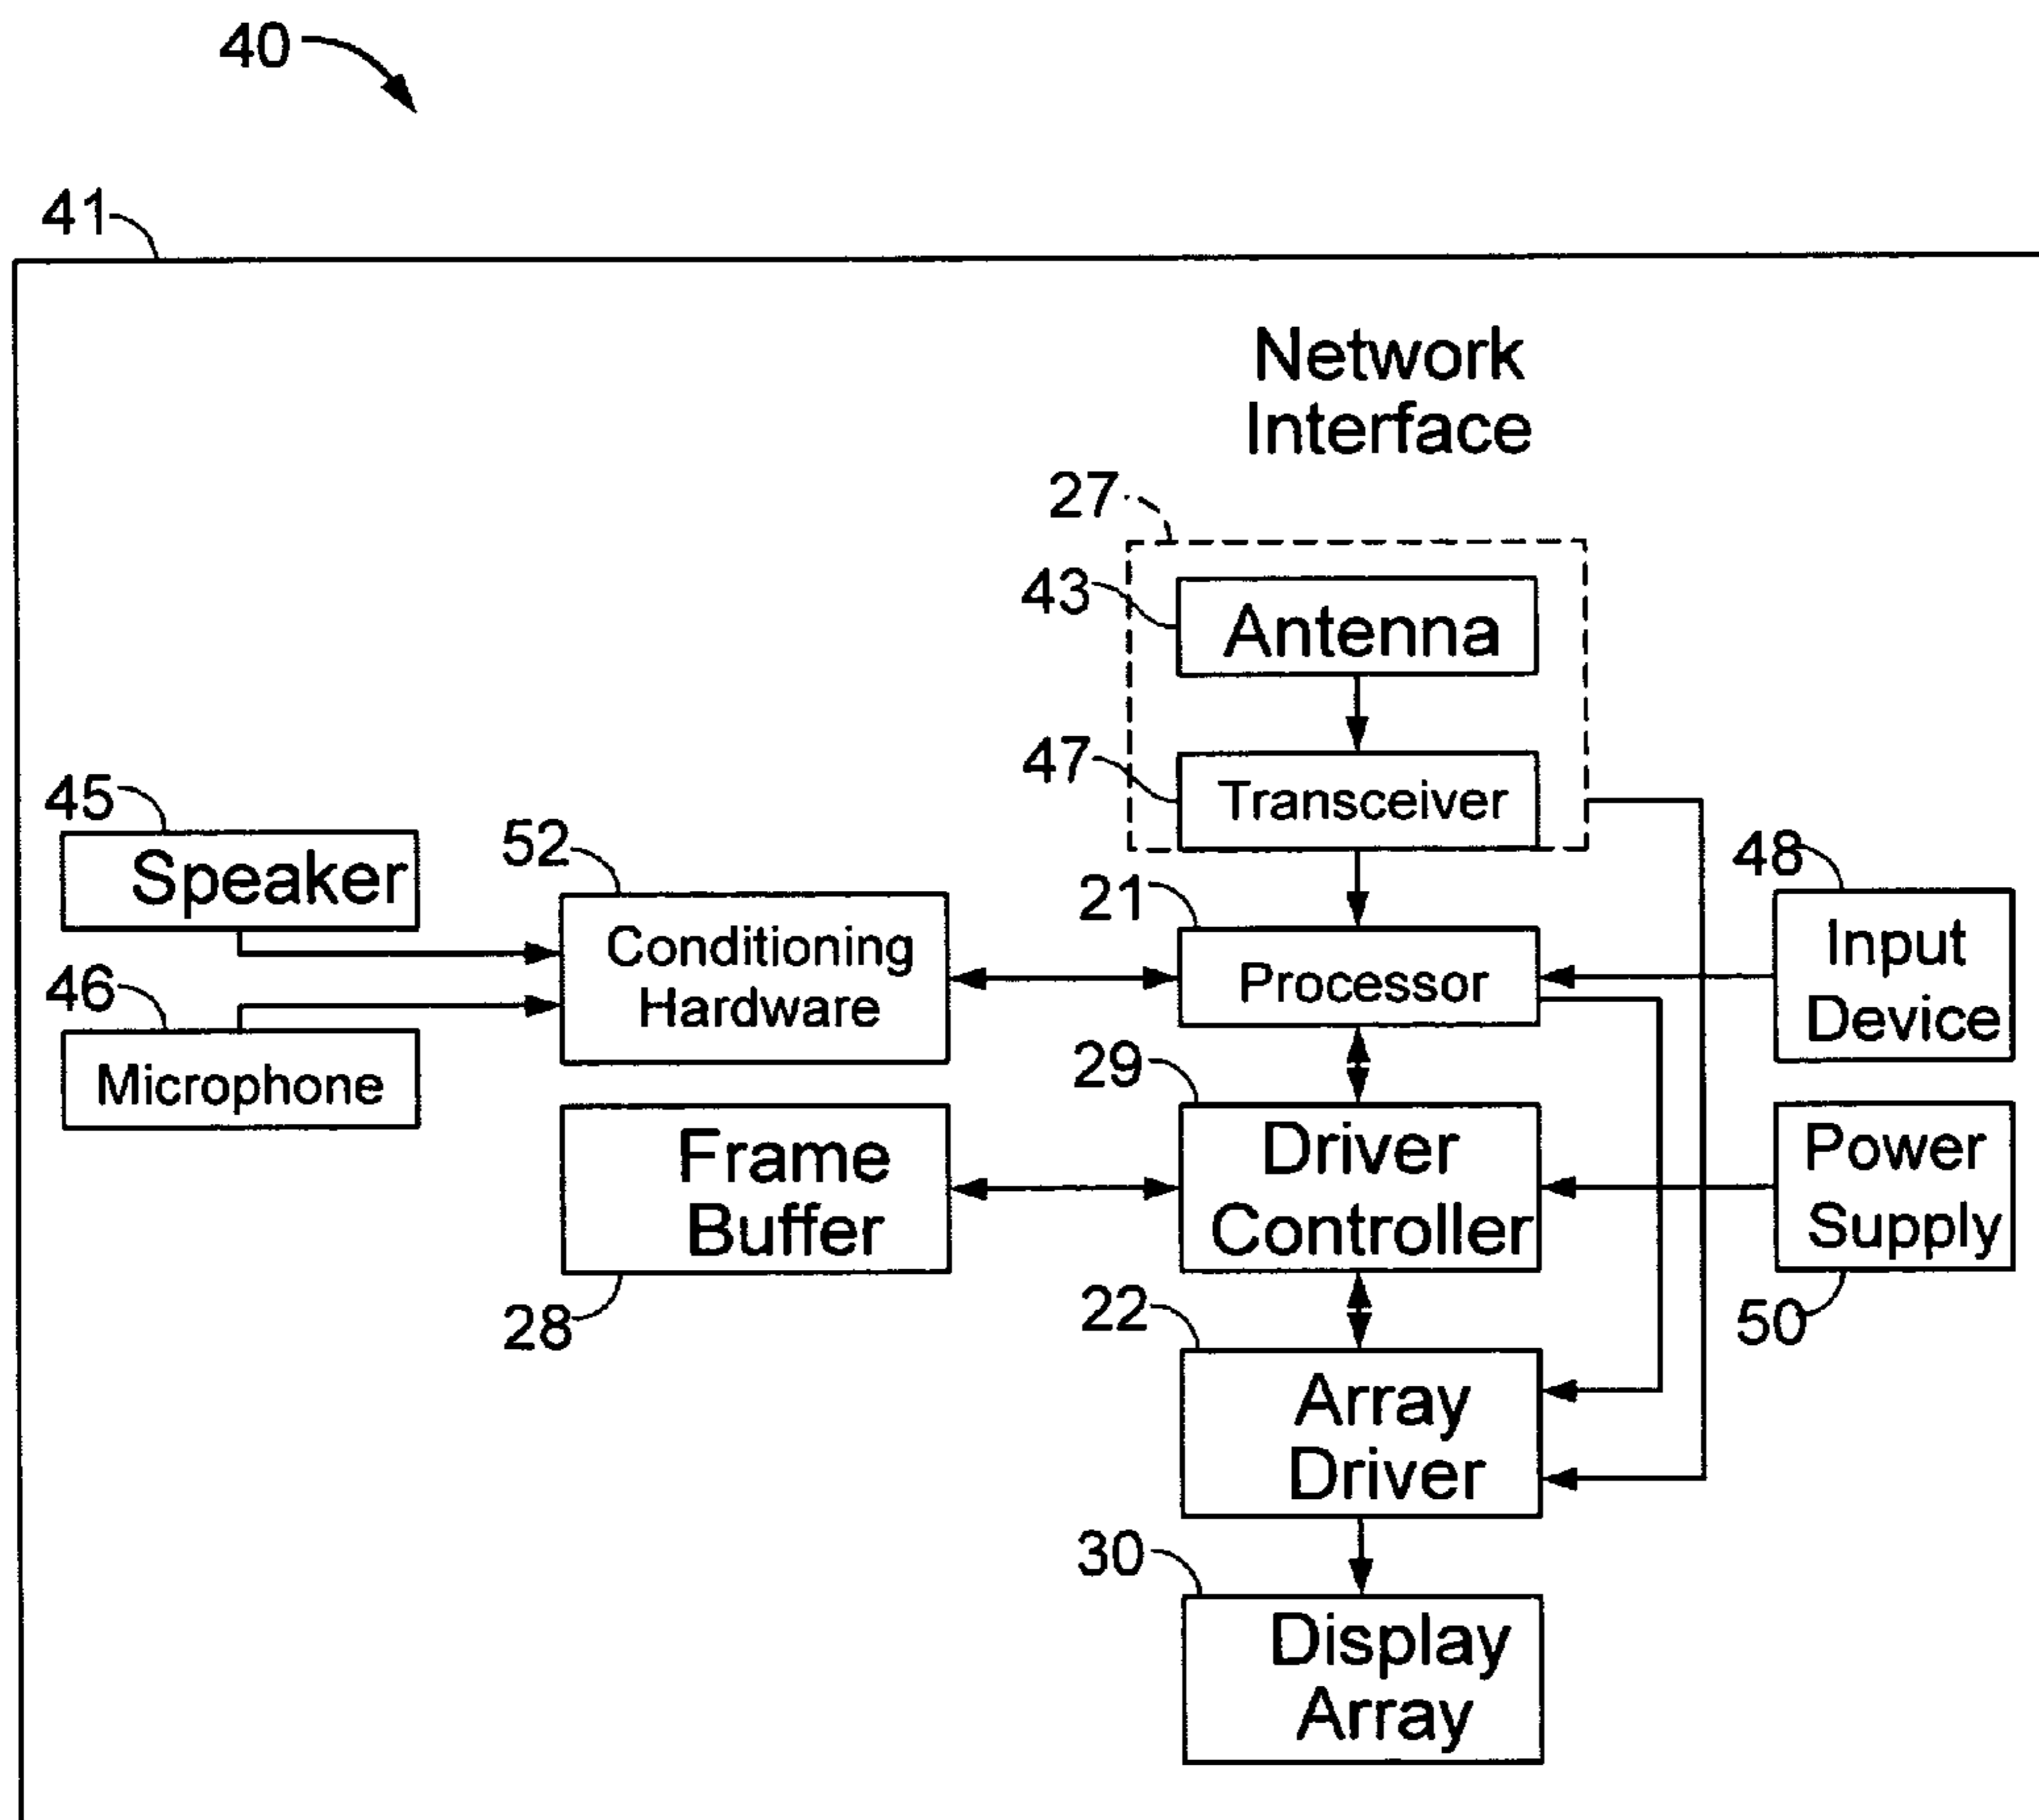 40
41
Network
Interface
27
43
Antenna
47
Transceiver
45
Speaker
52
Conditioning
Hardware
21
Processor
48
Input
Device
46
Microphone
29
Driver
Controller
Frame
Buffer
28
Power
Supply
50
22
Array
Driver
30
Display
Array